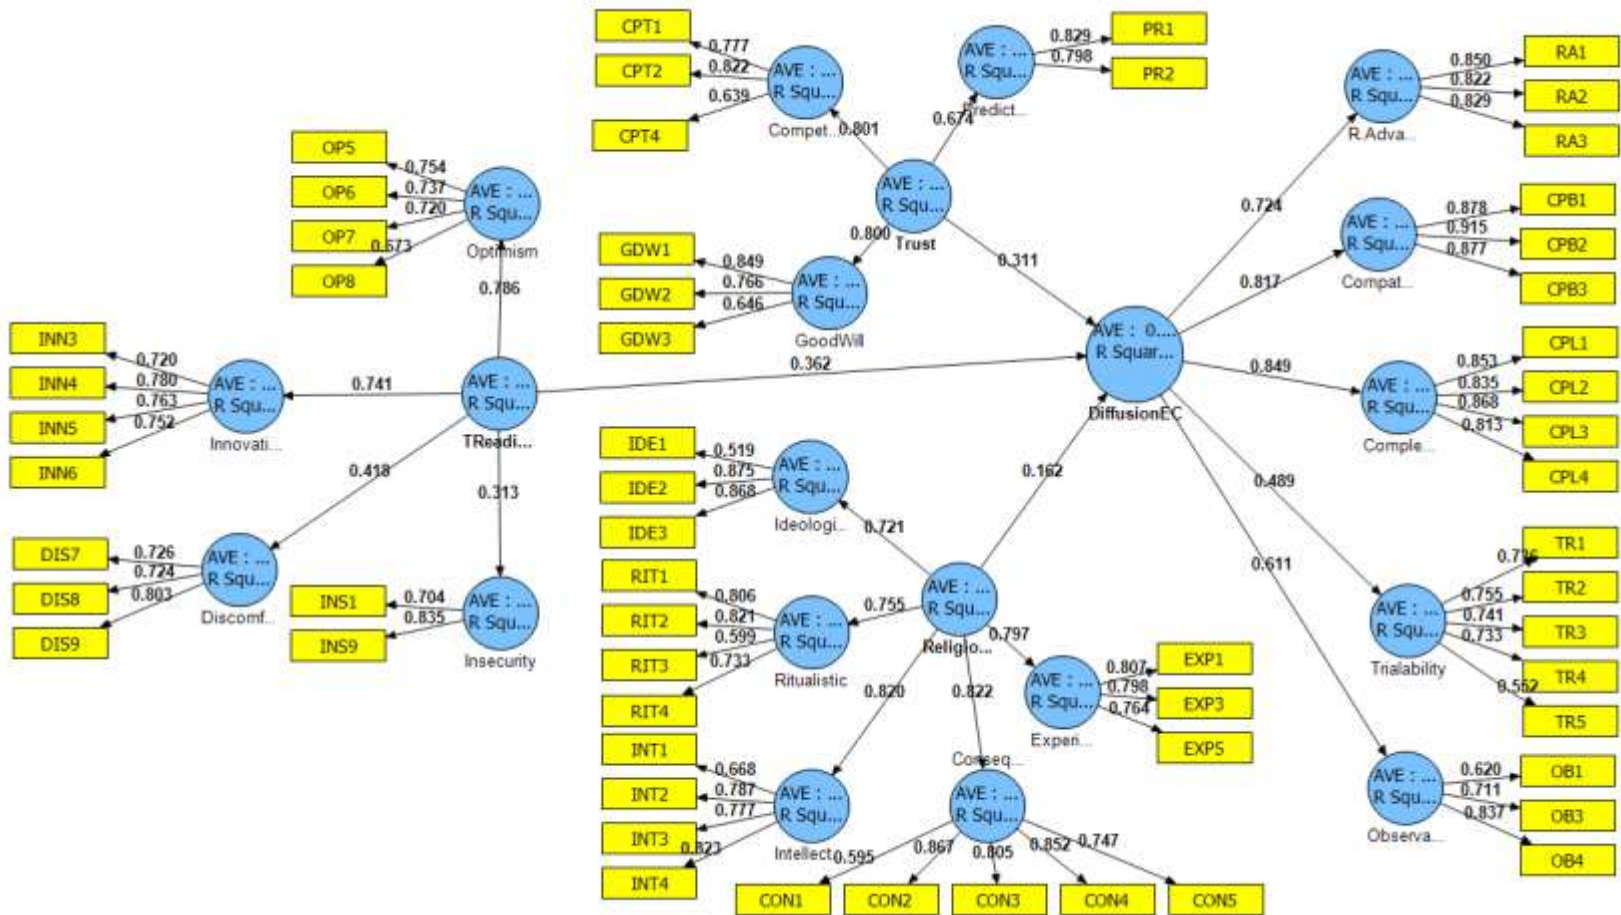 CPT1
CPT2
CPT4
0.777
0.822
0.639
AVE : ...
R Squ...
Compet...
0.801
PR1
PR2
0.829
0.798
AVE : ...
R Squ...
Predict...
0.674
AVE : ...
R Squ...
Trust
0.800
0.311
GDW1
GDW2
GDW3
0.849
0.766
0.646
AVE : ...
R Squ...
GoodWill
OP5
OP6
OP7
OP8
0.754
0.737
0.720
0.673
AVE : ...
R Squ...
Optimism
0.786
INN3
INN4
INN5
INN6
0.720
0.780
0.763
0.752
AVE : ...
R Squ...
Innovati...
0.741
AVE : ...
R Squ...
TReadi...
0.362
0.418
0.313
DIS7
DIS8
DIS9
0.726
0.724
0.803
AVE : ...
R Squ...
Discomf...
INS1
INS9
0.704
0.835
AVE : ...
R Squ...
Insecurity
IDE1
IDE2
IDE3
0.519
0.875
0.868
AVE : ...
R Squ...
Ideologi...
0.721
RIT1
RIT2
RIT3
RIT4
0.806
0.821
0.599
0.733
AVE : ...
R Squ...
Ritualistic
0.755
AVE : ...
R Squ...
Religio...
0.162
0.797
0.820
0.822
INT1
INT2
INT3
INT4
0.668
0.787
0.777
0.823
AVE : ...
R Squ...
Intellect...
Conseq...
AVE : ...
R Squ...
0.595
0.867
0.805
0.852
0.747
CON1
CON2
CON3
CON4
CON5
AVE : ...
R Squ...
Experi...
0.807
0.798
0.764
EXP1
EXP3
EXP5
AVE : 0....
R Squar...
DiffusionEC
0.724
0.817
0.849
0.489
0.611
AVE : ...
R Squ...
R.Adva...
0.850
0.822
0.829
RA1
RA2
RA3
AVE : ...
R Squ...
Compat...
0.878
0.915
0.877
CPB1
CPB2
CPB3
AVE : ...
R Squ...
Comple...
0.853
0.835
0.868
0.813
CPL1
CPL2
CPL3
CPL4
AVE : ...
R Squ...
Trialability
0.755
0.741
0.733
0.552
TR1
TR2
TR3
TR4
TR5
AVE : ...
R Squ...
Observa...
0.620
0.711
0.837
OB1
OB3
OB4